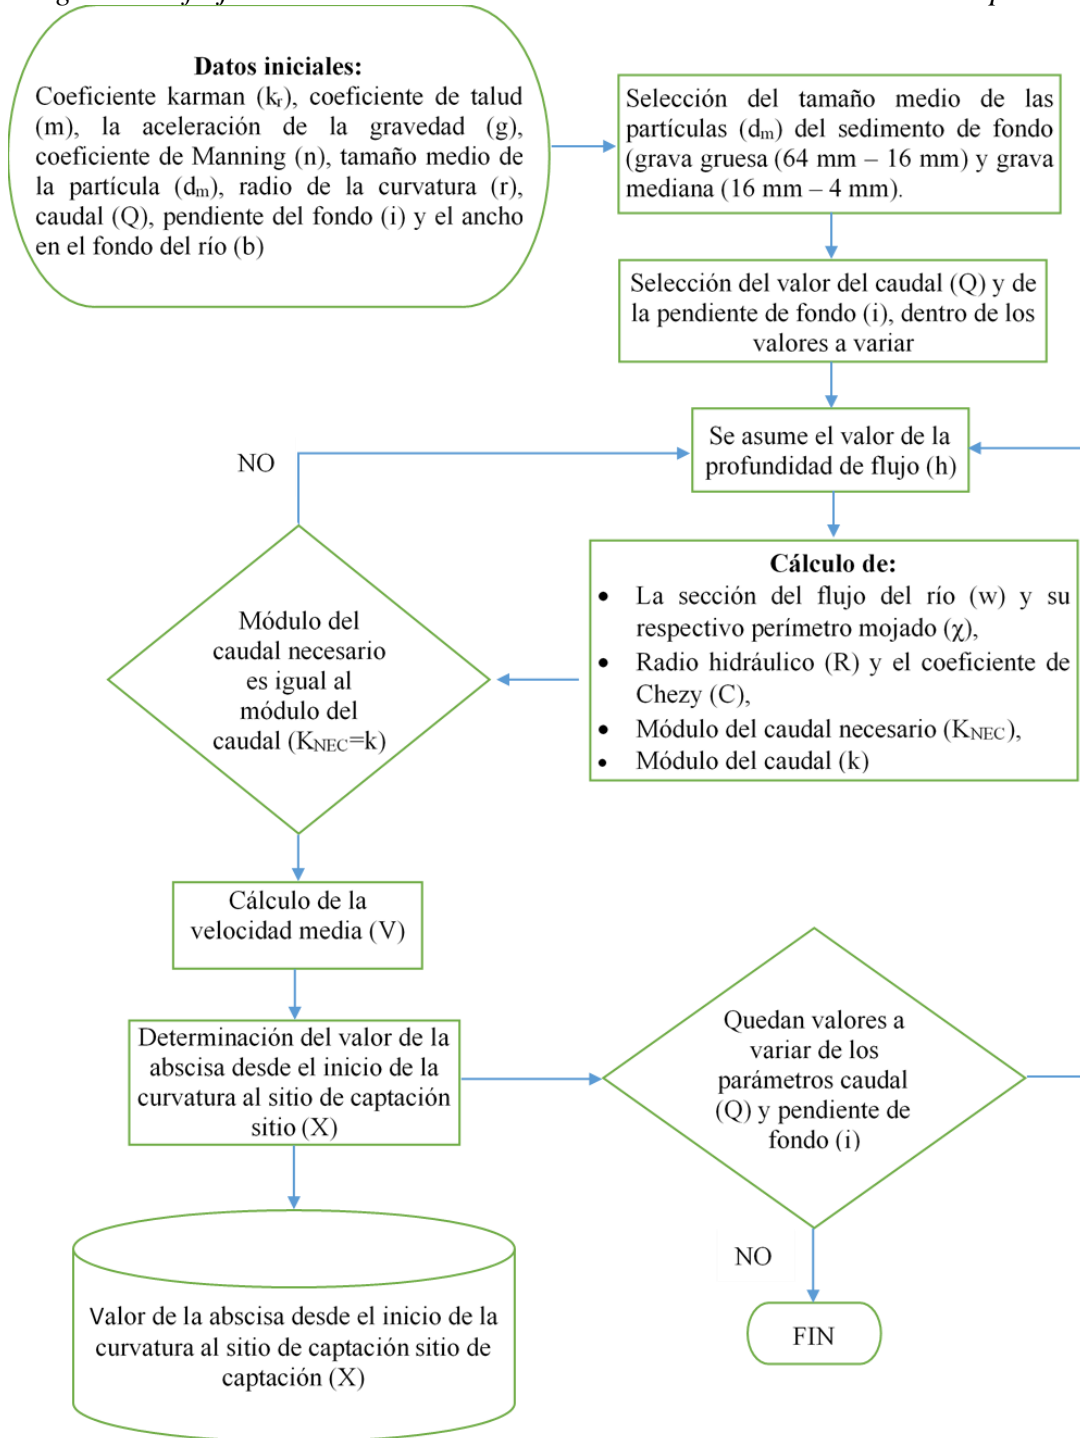 Datos iniciales:
Coeficiente karman (kr), coeficiente de talud
(m), la aceleración de la gravedad (g),
coeficiente de Manning (n), tamaño medio de
la partícula (dm), radio de la curvatura (r),
caudal (Q), pendiente del fondo (i) y el ancho
en el fondo del río (b)
Selección del tamaño medio de las
partículas (dm) del sedimento de fondo
(grava gruesa (64 mm – 16 mm) y grava
mediana (16 mm – 4 mm).
Selección del valor del caudal (Q) y de
la pendiente de fondo (i), dentro de los
valores a variar
Se asume el valor de la
profundidad de flujo (h)
NO
Cálculo de:
• La sección del flujo del río (w) y su
respectivo perímetro mojado (χ),
• Radio hidráulico (R) y el coeficiente de
Chezy (C),
• Módulo del caudal necesario (KNEC),
• Módulo del caudal (k)
Módulo del
caudal necesario
es igual al
módulo del
caudal (KNEC=k)
Cálculo de la
velocidad media (V)
Determinación del valor de la
abscisa desde el inicio de la
curvatura al sitio de captación
sitio (X)
Quedan valores a
variar de los
parámetros caudal
(Q) y pendiente de
fondo (i)
NO
FIN
Valor de la abscisa desde el inicio de la
curvatura al sitio de captación sitio de
captación (X)